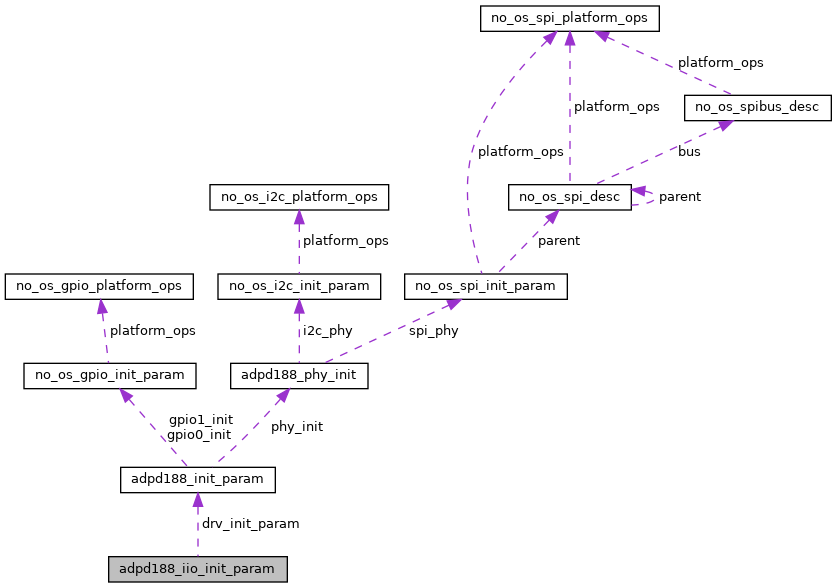 no_os_spi_platform_ops
platform_ops
no_os_spibus_desc
platform_ops
platform_ops
bus
no_os_i2c_platform_ops
no_os_spi_desc
parent
platform_ops
parent
no_os_gpio_platform_ops
no_os_i2c_init_param
no_os_spi_init_param
platform_ops
i2c_phy
spi_phy
no_os_gpio_init_param
adpd188_phy_init
gpio1_init
gpio0_init
phy_init
adpd188_init_param
drv_init_param
adpd188_iio_init_param